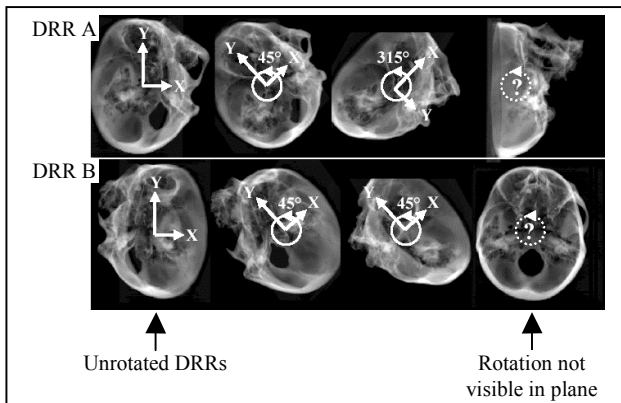 DRR A
Y X
Y 45° X
315° X Y
?
DRR B
Y X
Y 45° X
Y 45° X
?
Unrotated DRRs
Rotation not
visible in plane